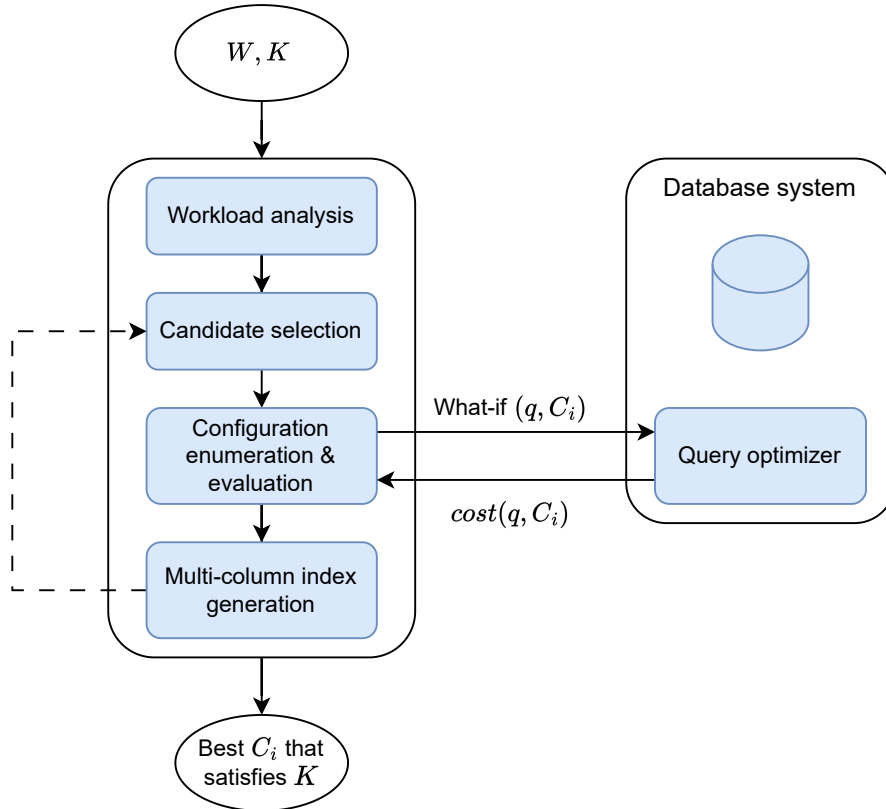 W, K
Workload analysis
Database system
Candidate selection
What-if (q, C_i)
Configuration
enumeration &
evaluation
Query optimizer
cost(q, C_i)
Multi-column index
generation
Best C_i that
satisfies K